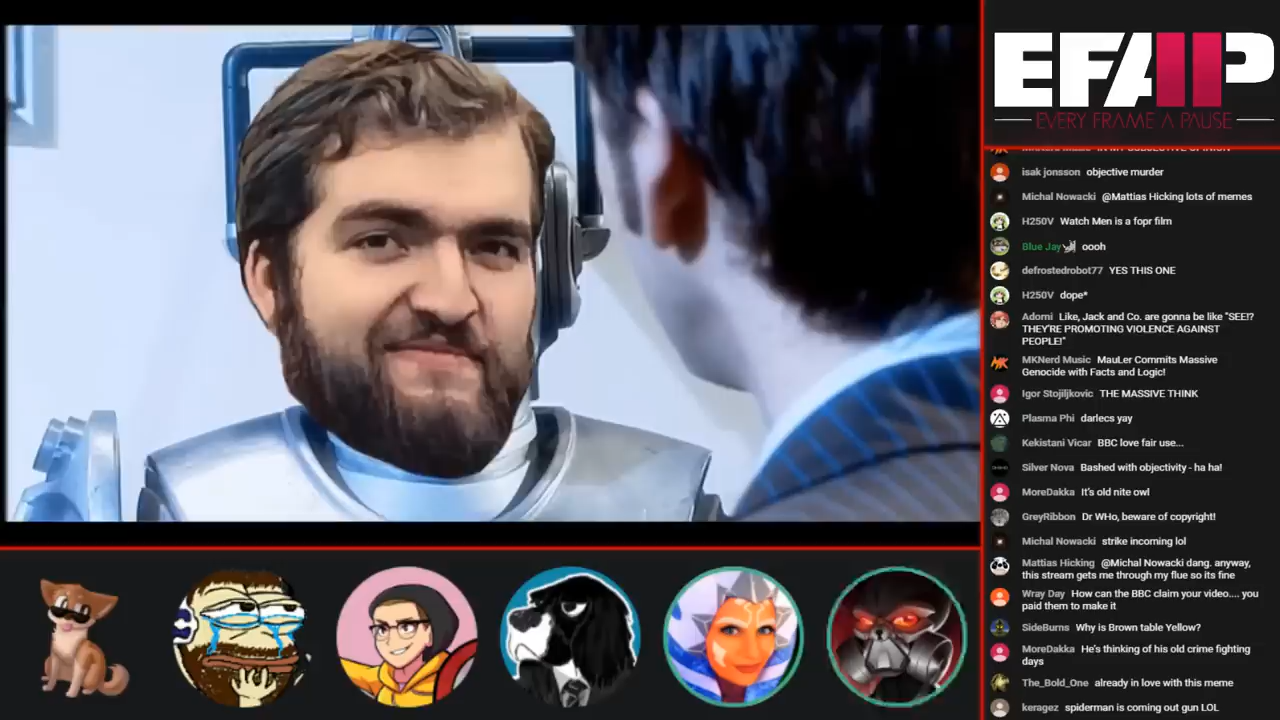 EFAP
EVERY FRAME A PAUSE
isak jonsson objective murder
Michal Nowacki @Mattias Hicking lots of memes
H250V Watch Men is a fopr film
Blue Jay oooh
defrostedrobot77 YES THIS ONE
H250V dope*
Adomi Like, Jack and Co. are gonna be like "SEE!?
THEY'RE PROMOTING VIOLENCE AGAINST
PEOPLE!"
MKNerd Music MauLer Commits Massive
Genocide with Facts and Logic!
Igor Stojiljkovic THE MASSIVE THINK
Plasma Phi darlecs yay
Kekistani Vicar BBC love fair use...
Silver Nova Bashed with objectivity - ha ha!
MoreDakka It's old nite owl
GreyRibbon Dr WHo, beware of copyright!
Michal Nowacki strike incoming lol
Mattias Hicking @Michal Nowacki dang. anyway,
this stream gets me through my flue so its fine
Wray Day How can the BBC claim your video.... you
paid them to make it
SideBurns Why is Brown table Yellow?
MoreDakka He's thinking of his old crime fighting
days
The_Bold_One already in love with this meme
keragez spiderman is coming out gun LOL